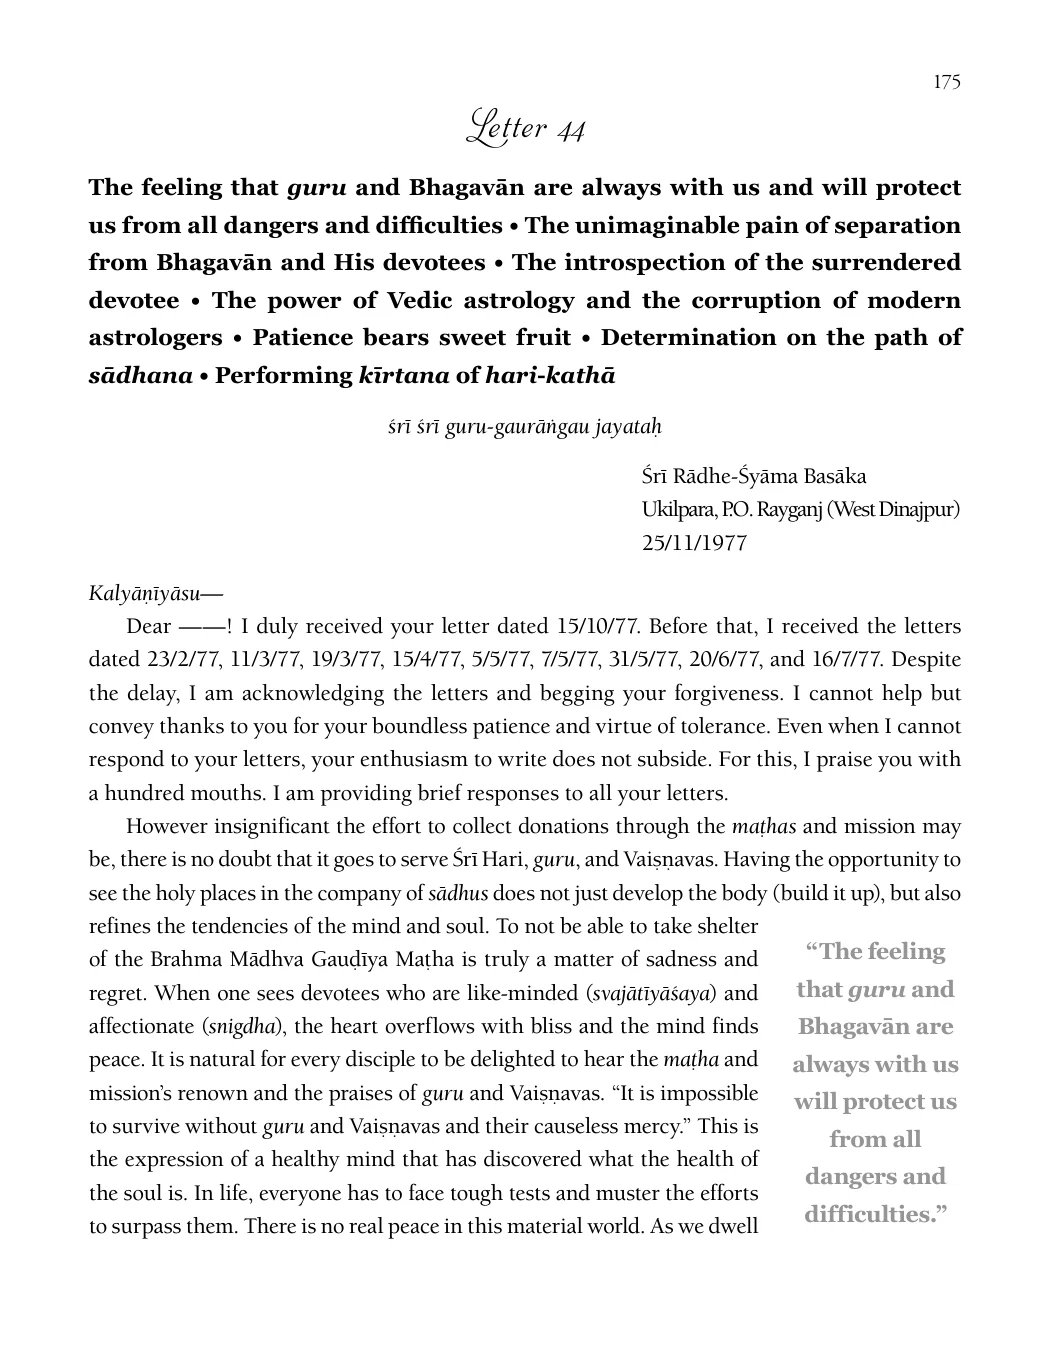 175
Letter 44
The feeling that guru and Bhagavān are always with us and will protect
us from all dangers and difficulties • The unimaginable pain of separation
from Bhagavān and His devotees • The introspection of the surrendered
devotee • The power of Vedic astrology and the corruption of modern
astrologers • Patience bears sweet fruit • Determination on the path of
sādhana • Performing kīrtana of hari-kathā
śrī śrī guru-gaurāṅgau jayataḥ
Śrī Rādhe-Śyāma Basāka
Ukilpara, P.O. Rayganj (West Dinajpur)
25/11/1977
Kalyāṇīyāsu—
Dear ——! I duly received your letter dated 15/10/77. Before that, I received the letters
dated 23/2/77, 11/3/77, 19/3/77, 15/4/77, 5/5/77, 7/5/77, 31/5/77, 20/6/77, and 16/7/77. Despite
the delay, I am acknowledging the letters and begging your forgiveness. I cannot help but
convey thanks to you for your boundless patience and virtue of tolerance. Even when I cannot
respond to your letters, your enthusiasm to write does not subside. For this, I praise you with
a hundred mouths. I am providing brief responses to all your letters.
However insignificant the effort to collect donations through the maṭhas and mission may
be, there is no doubt that it goes to serve Śrī Hari, guru, and Vaiṣṇavas. Having the opportunity to
see the holy places in the company of sādhus does not just develop the body (build it up), but also
refines the tendencies of the mind and soul. To not be able to take shelter
of the Brahma Mādhva Gauḍīya Maṭha is truly a matter of sadness and
regret. When one sees devotees who are like-minded (svajātīyāśaya) and
affectionate (snigdha), the heart overflows with bliss and the mind finds
peace. It is natural for every disciple to be delighted to hear the maṭha and
mission’s renown and the praises of guru and Vaiṣṇavas. “It is impossible
to survive without guru and Vaiṣṇavas and their causeless mercy.” This is
the expression of a healthy mind that has discovered what the health of
the soul is. In life, everyone has to face tough tests and muster the efforts
to surpass them. There is no real peace in this material world. As we dwell
“The feeling
that guru and
Bhagavān are
always with us
will protect us
from all
dangers and
difficulties.”